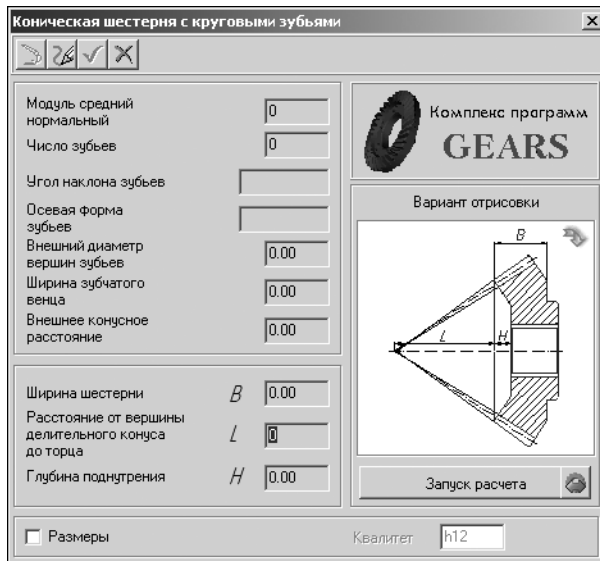 Коническая шестерня с круговыми зубьями
Модуль средний
нормальный
0
Число зубьев
0
Угол наклона зубьев
Осевая форма
зубьев
Внешний диаметр
вершин зубьев
0.00
Ширина зубчатого
венца
0.00
Внешнее конусное
расстояние
0.00
Ширина шестерни B 0.00
Расстояние от вершины
делительного конуса
до торца
L 0
Глубина поднутрения H 0.00
Комплекс программ
GEARS
Вариант отрисовки
B
L H
Запуск расчета
Размеры
Квалитет h12